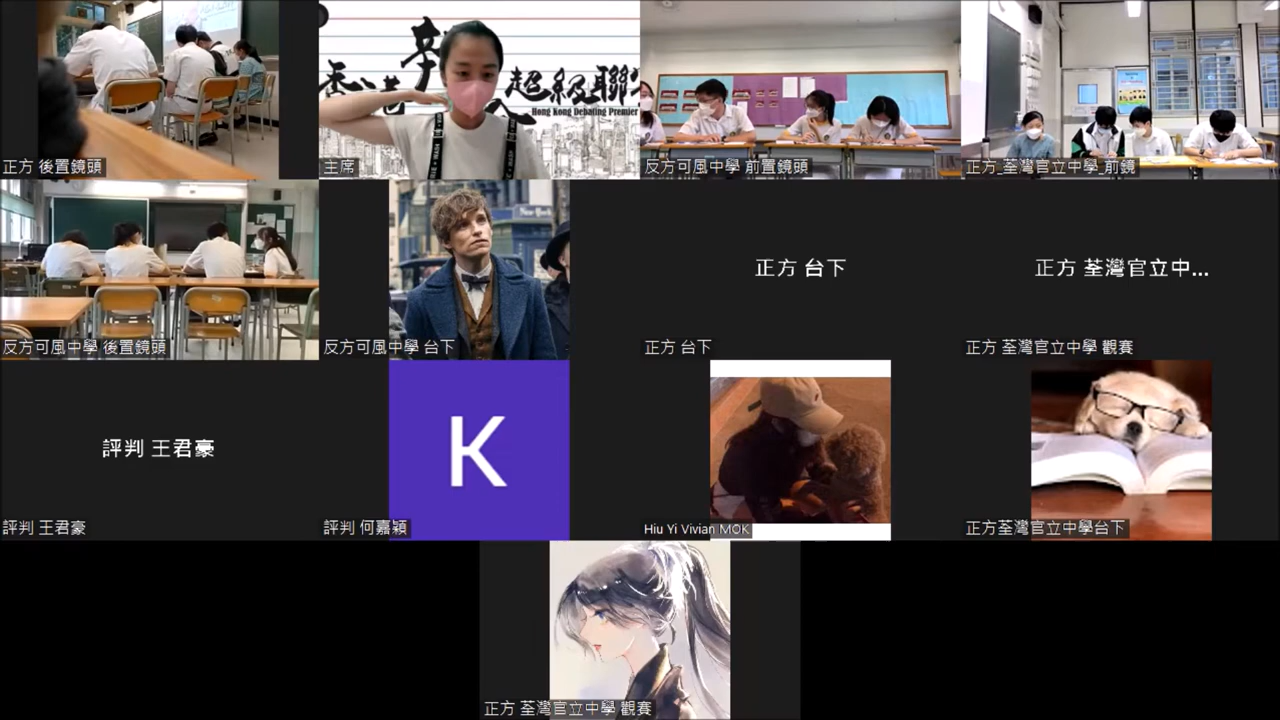 正方 後置鏡頭
香港
辯
超級聯
Hong Kong Debating Premier
主席
反方可風中學 前置鏡頭
正方_荃灣官立中學_前鏡
反方可風中學 後置鏡頭
New York
反方可風中學 台下
正方 台下
正方 台下
正方 荃灣官立中...
正方 荃灣官立中學 觀賽
評判 王君豪
評判 王君豪
K
評判 何嘉穎
Hiu Yi Vivian MOK
正方荃灣官立中學台下
正方 荃灣官立中學 觀賽